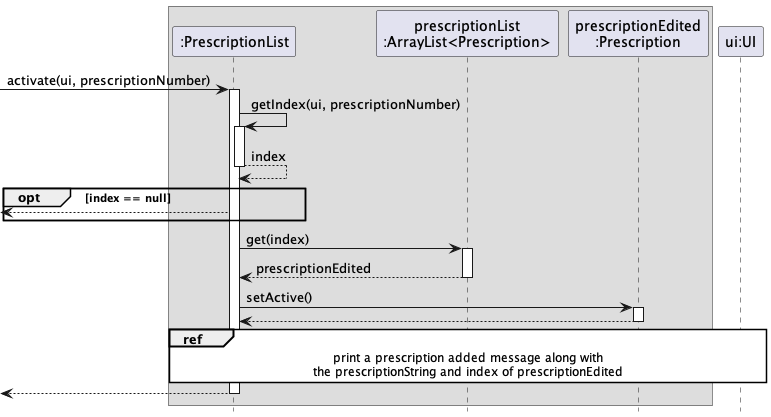 :PrescriptionList
prescriptionList
:ArrayList<Prescription>
prescriptionEdited
:Prescription
ui:UI
activate(ui, prescriptionNumber)
getIndex(ui, prescriptionNumber)
index
opt
[index == null]
get(index)
prescriptionEdited
setActive()
ref
print a prescription added message along with
the prescriptionString and index of prescriptionEdited